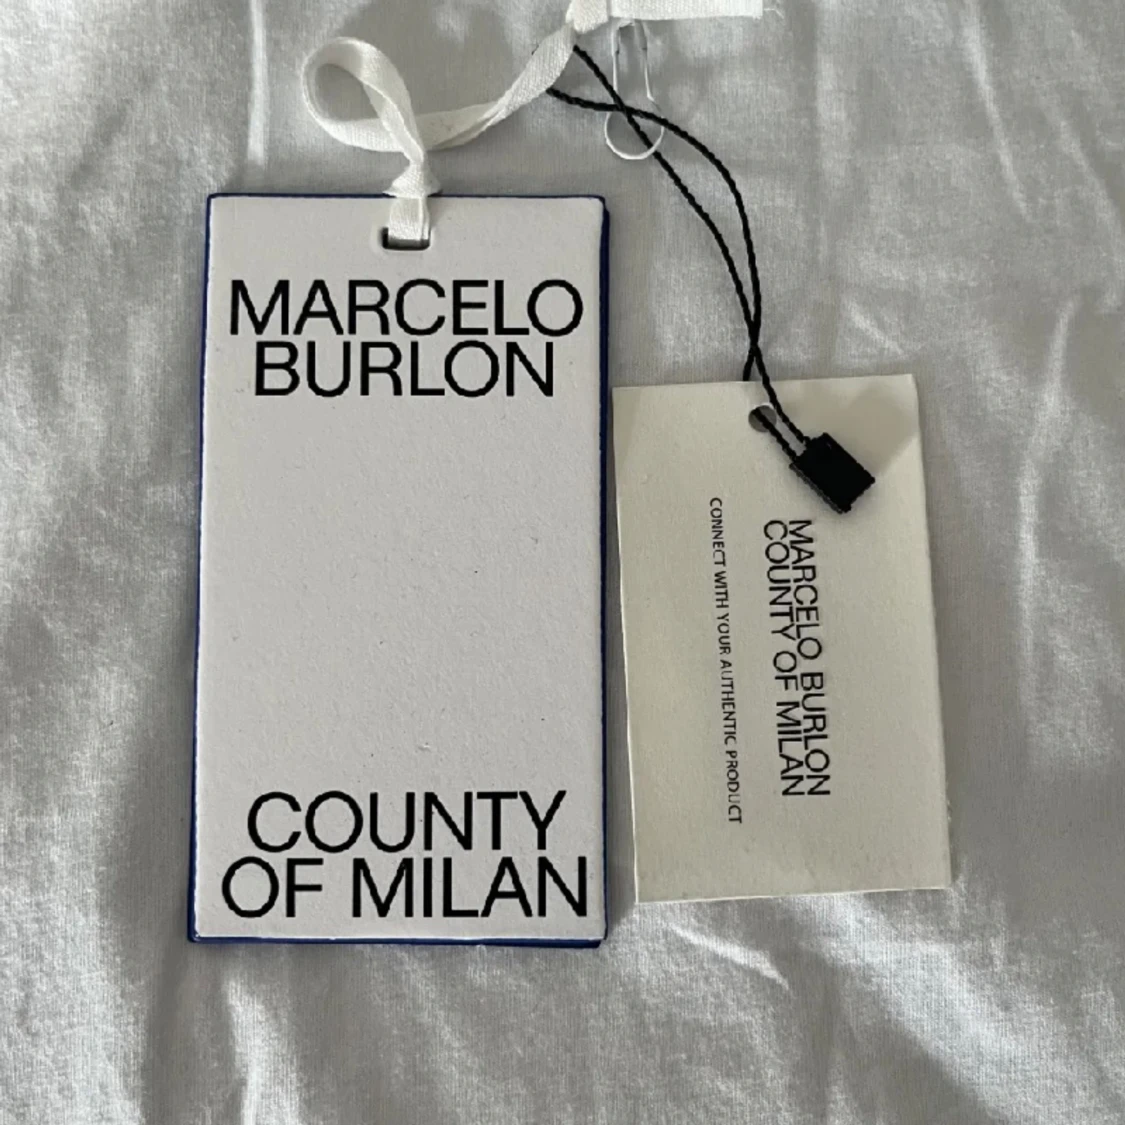 MARCELO
BURLON
COUNTY
OF MILAN
MARCELO BURLON
COUNTY OF MILAN
CONNECT WITH YOUR AUTHENTIC PRODUCT